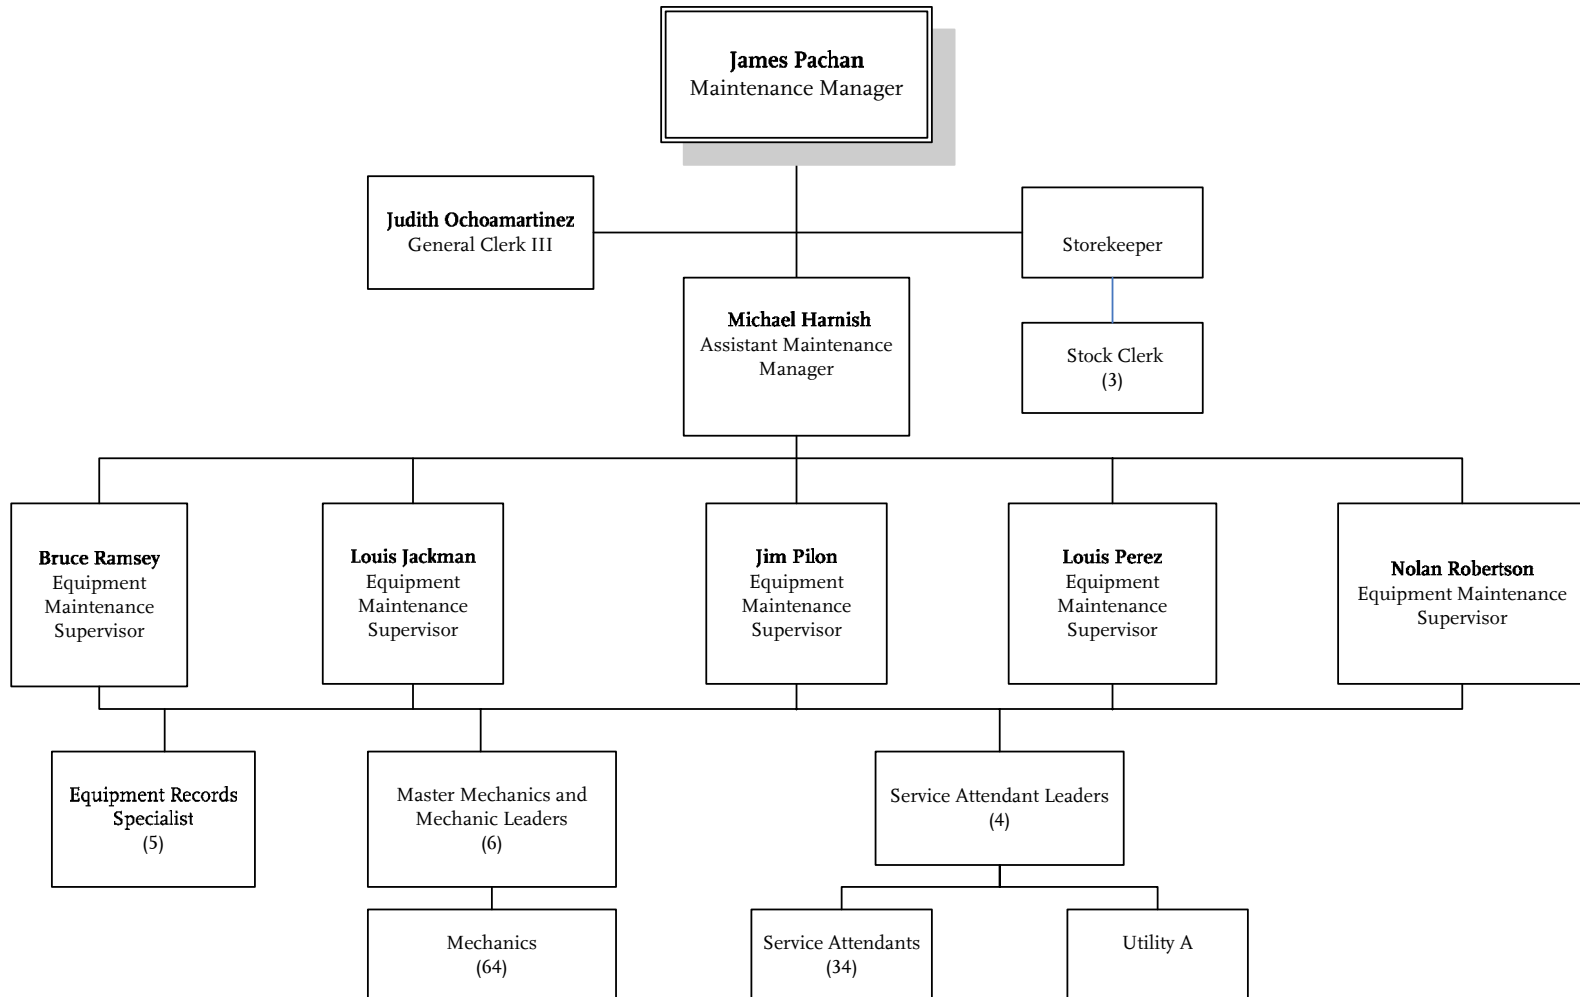 James Pachan
Maintenance Manager
Judith Ochoamartinez
General Clerk III
Storekeeper
Michael Harnish
Assistant Maintenance
Manager
Stock Clerk
(3)
Bruce Ramsey
Equipment
Maintenance
Supervisor
Louis Jackman
Equipment
Maintenance
Supervisor
Jim Pilon
Equipment
Maintenance
Supervisor
Louis Perez
Equipment
Maintenance
Supervisor
Nolan Robertson
Equipment Maintenance
Supervisor
Equipment Records
Specialist
(5)
Master Mechanics and
Mechanic Leaders
(6)
Service Attendant Leaders
(4)
Mechanics
(64)
Service Attendants
(34)
Utility A